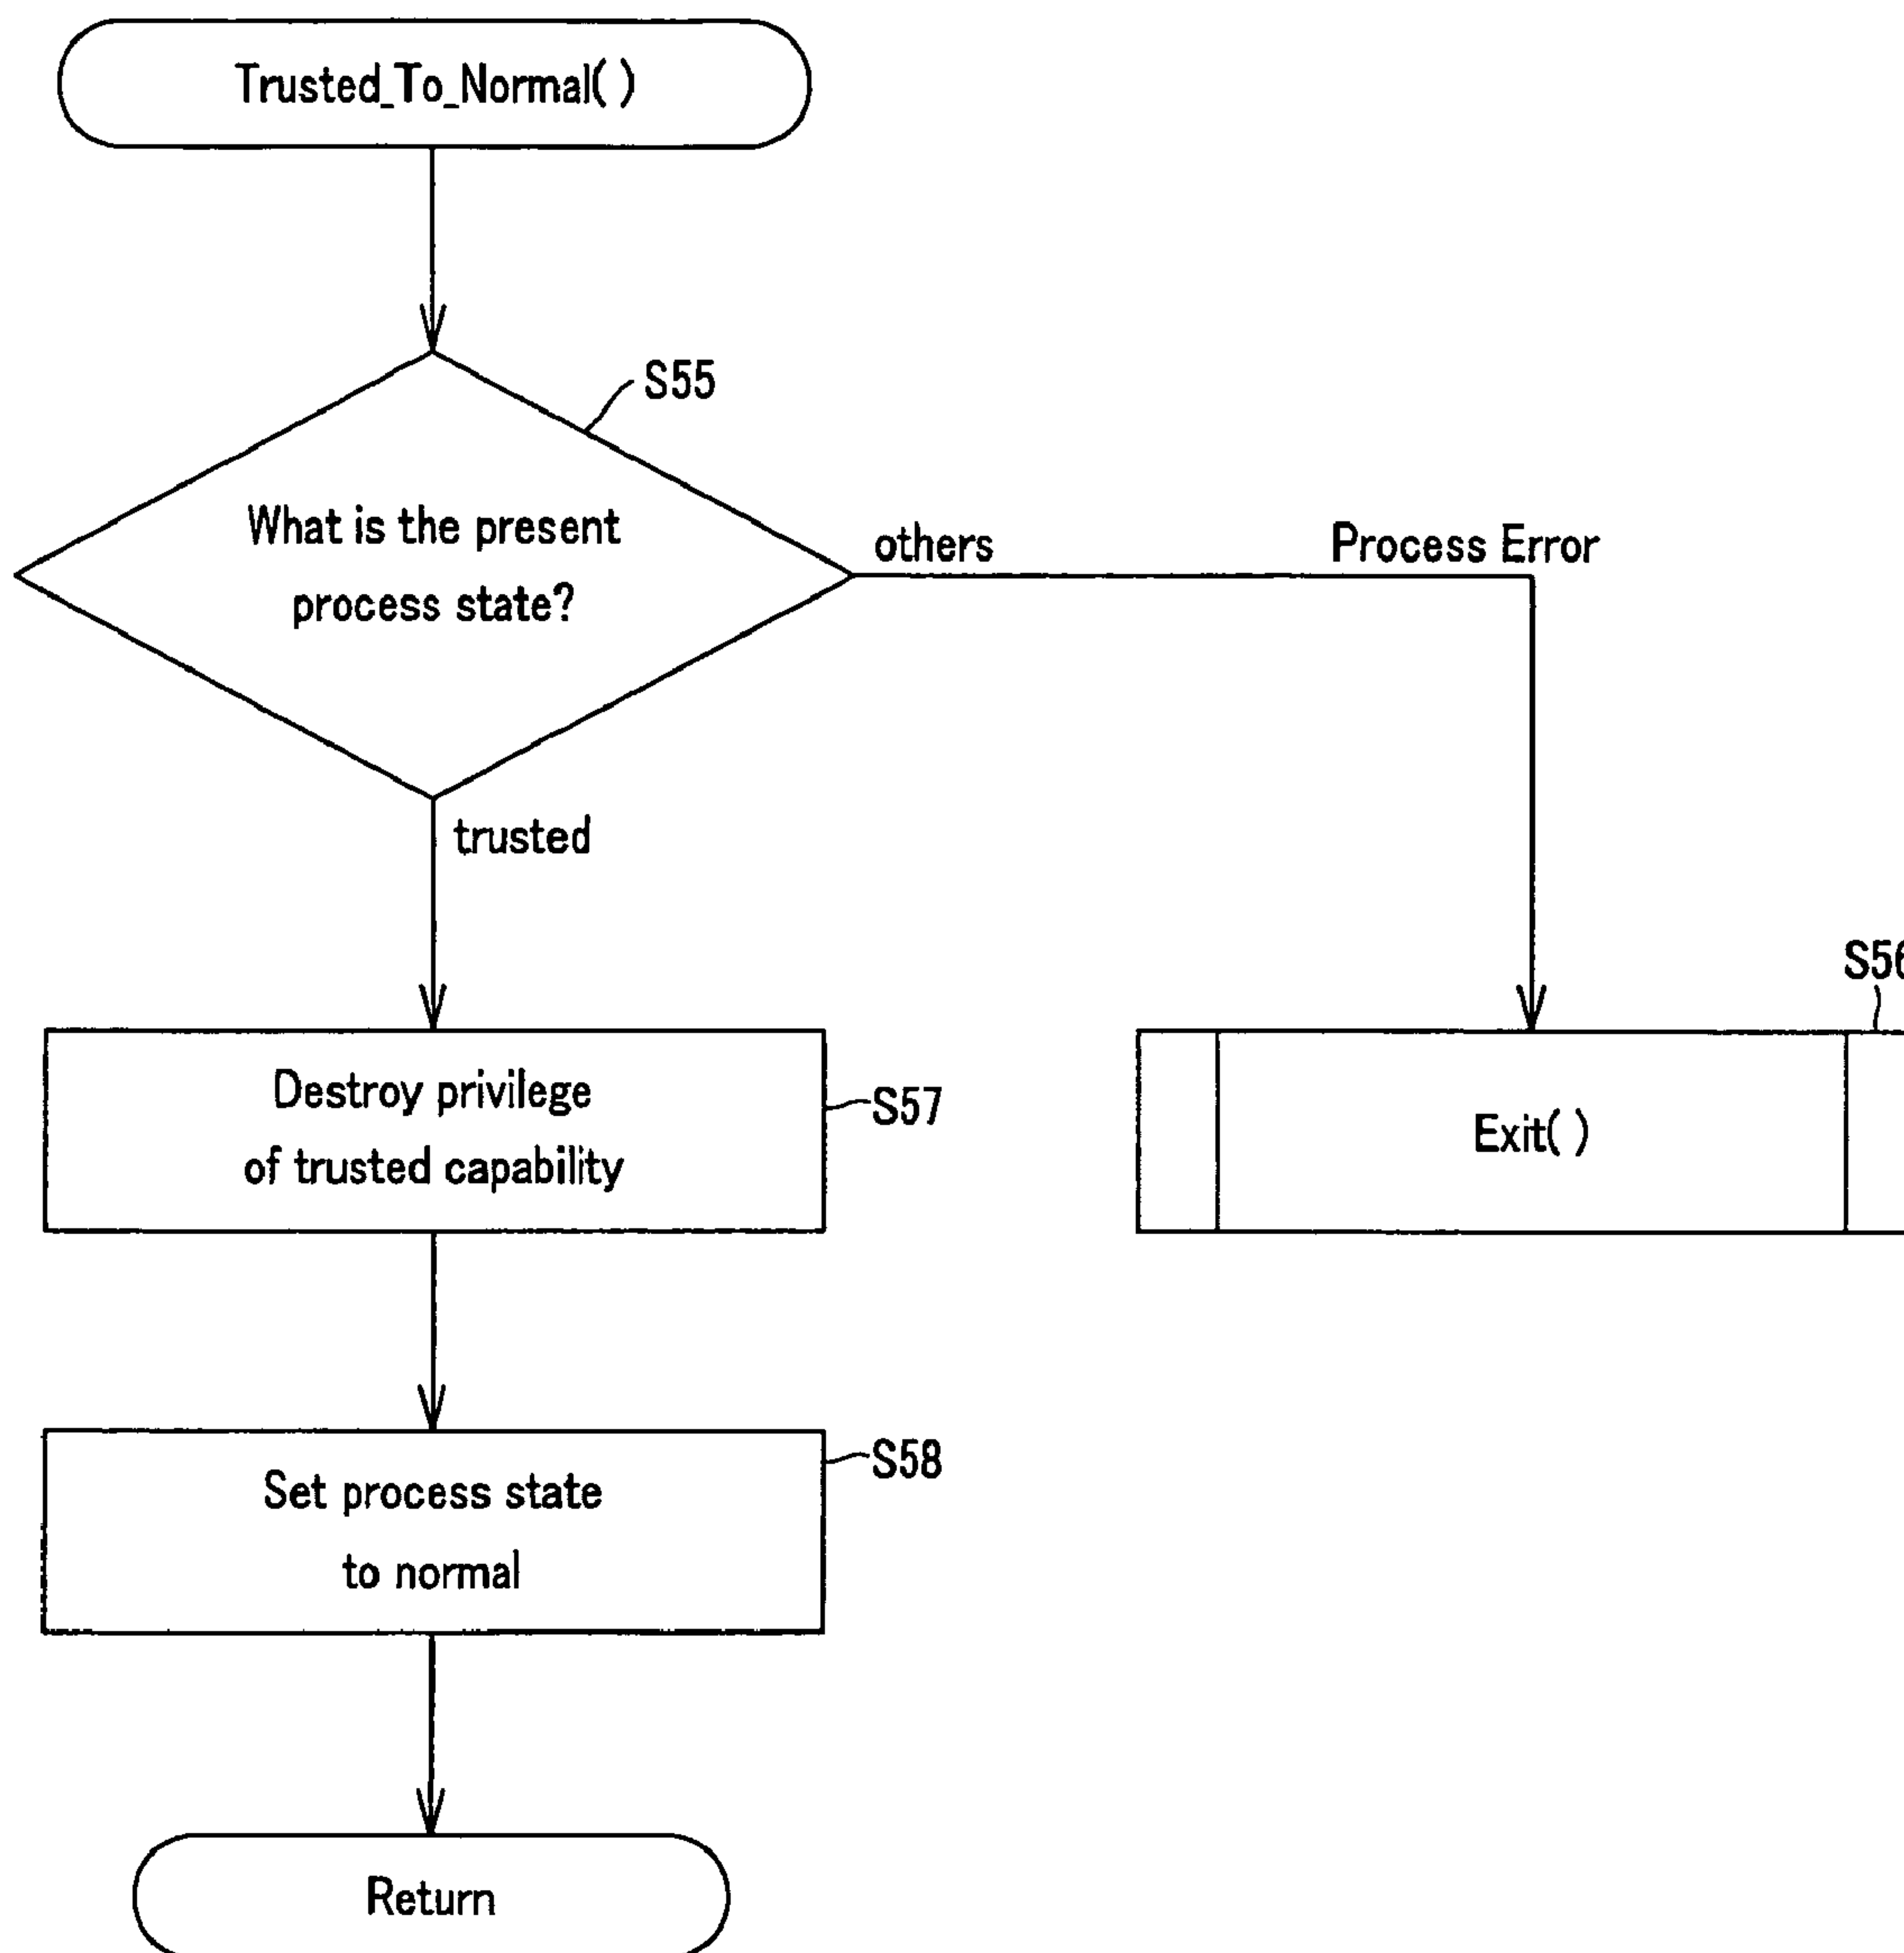 Trusted_To_Normal( )
S55
What is the present
process state?
others
Process Error
trusted
S56
Destroy privilege
of trusted capability
S57
Exit( )
Set process state
to normal
S58
Return